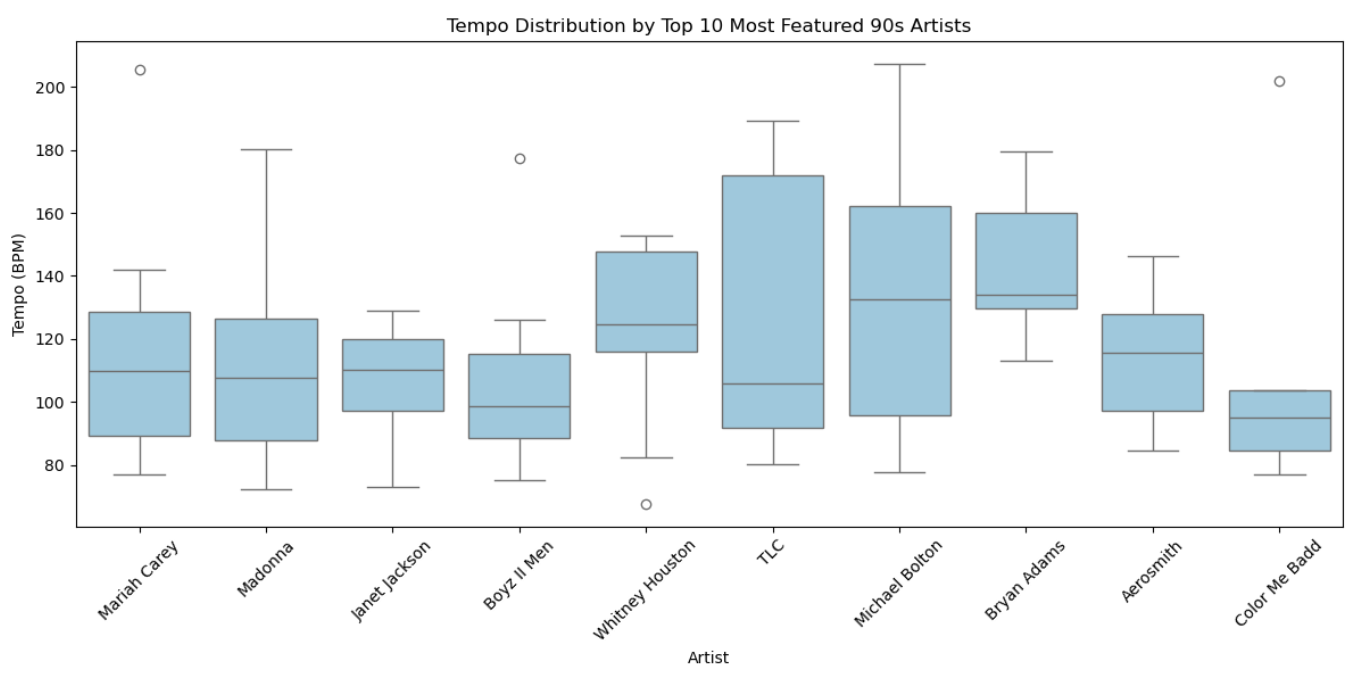 Tempo Distribution by Top 10 Most Featured 90s Artists
Tempo (BPM)
200
180
160
140
120
100
80
Mariah Carey
Madonna
Janet Jackson
Boyz II Men
Whitney Houston
TLC
Michael Bolton
Bryan Adams
Aerosmith
Color Me Badd
Artist